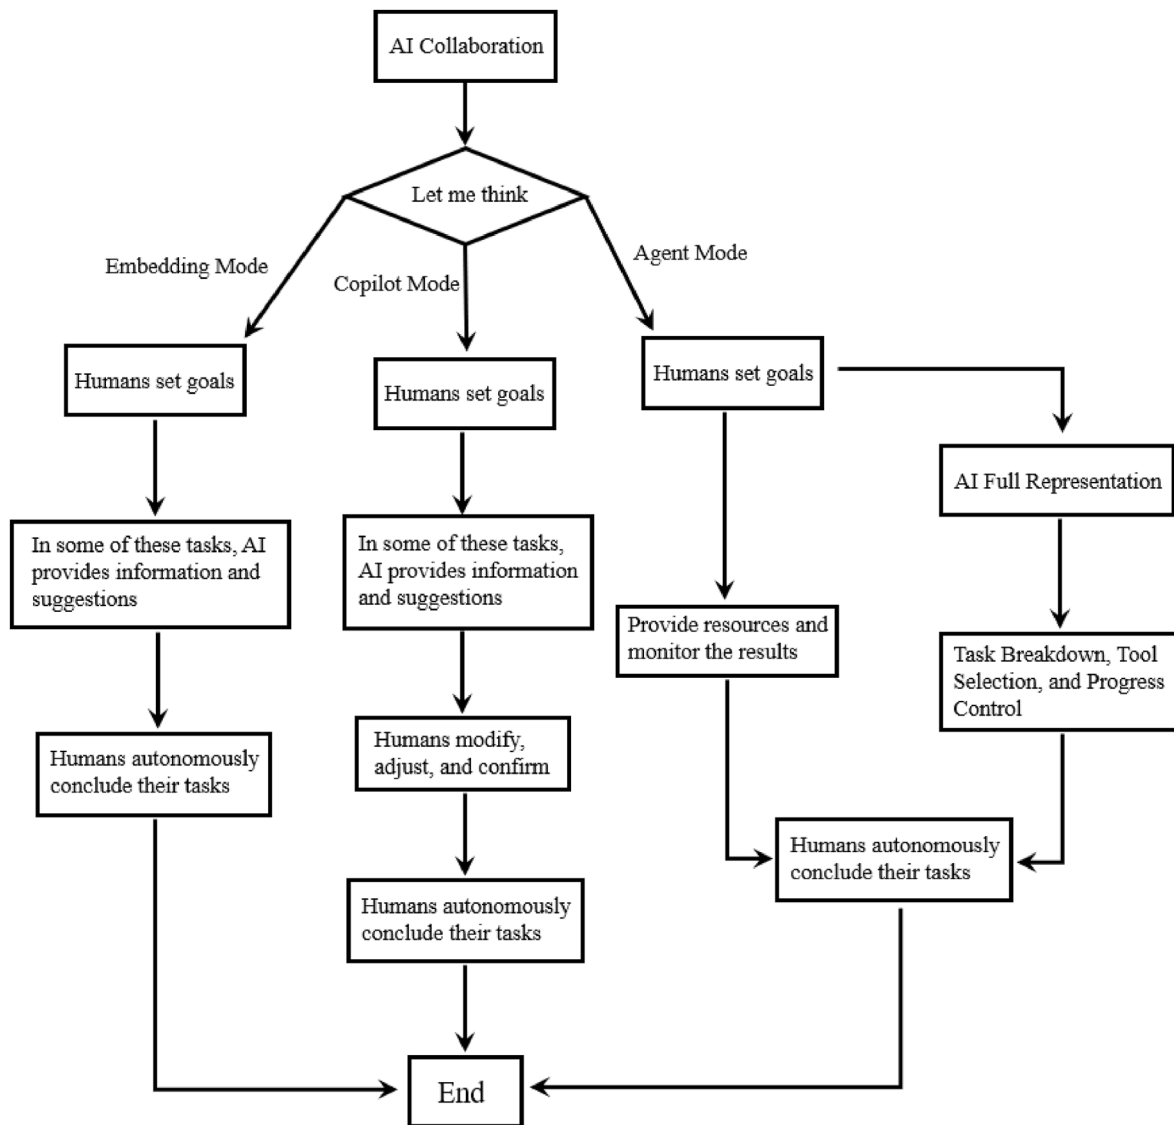 AI Collaboration
Let me think
Embedding Mode
Copilot Mode
Agent Mode
Humans set goals
Humans set goals
Humans set goals
AI Full Representation
In some of these tasks, AI
provides information and
suggestions
In some of these tasks,
AI provides information
and suggestions
Provide resources and
monitor the results
Task Breakdown, Tool
Selection, and Progress
Control
Humans autonomously
conclude their tasks
Humans modify,
adjust, and confirm
Humans autonomously
conclude their tasks
Humans autonomously
conclude their tasks
End